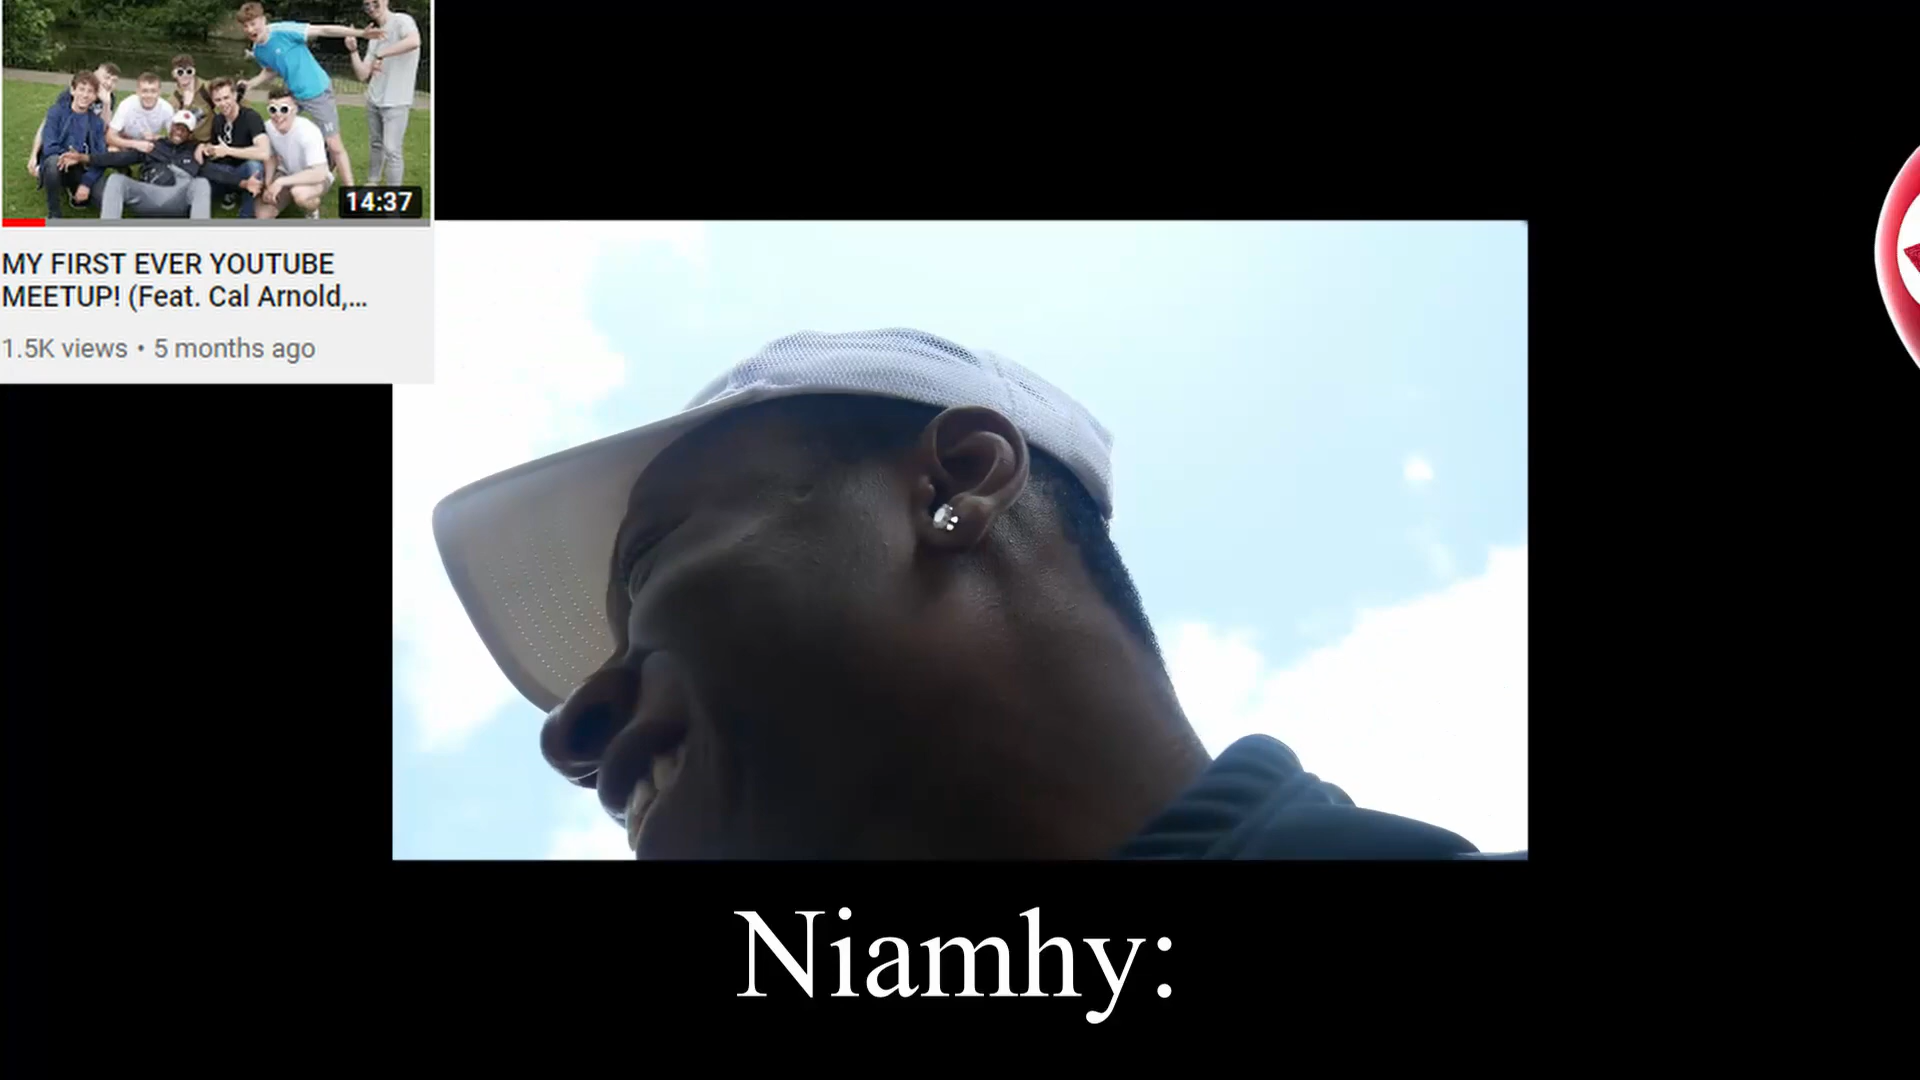 14:37
MY FIRST EVER YOUTUBE
MEETUP! (Feat. Cal Arnold,...
1.5K views • 5 months ago
Niamhy: